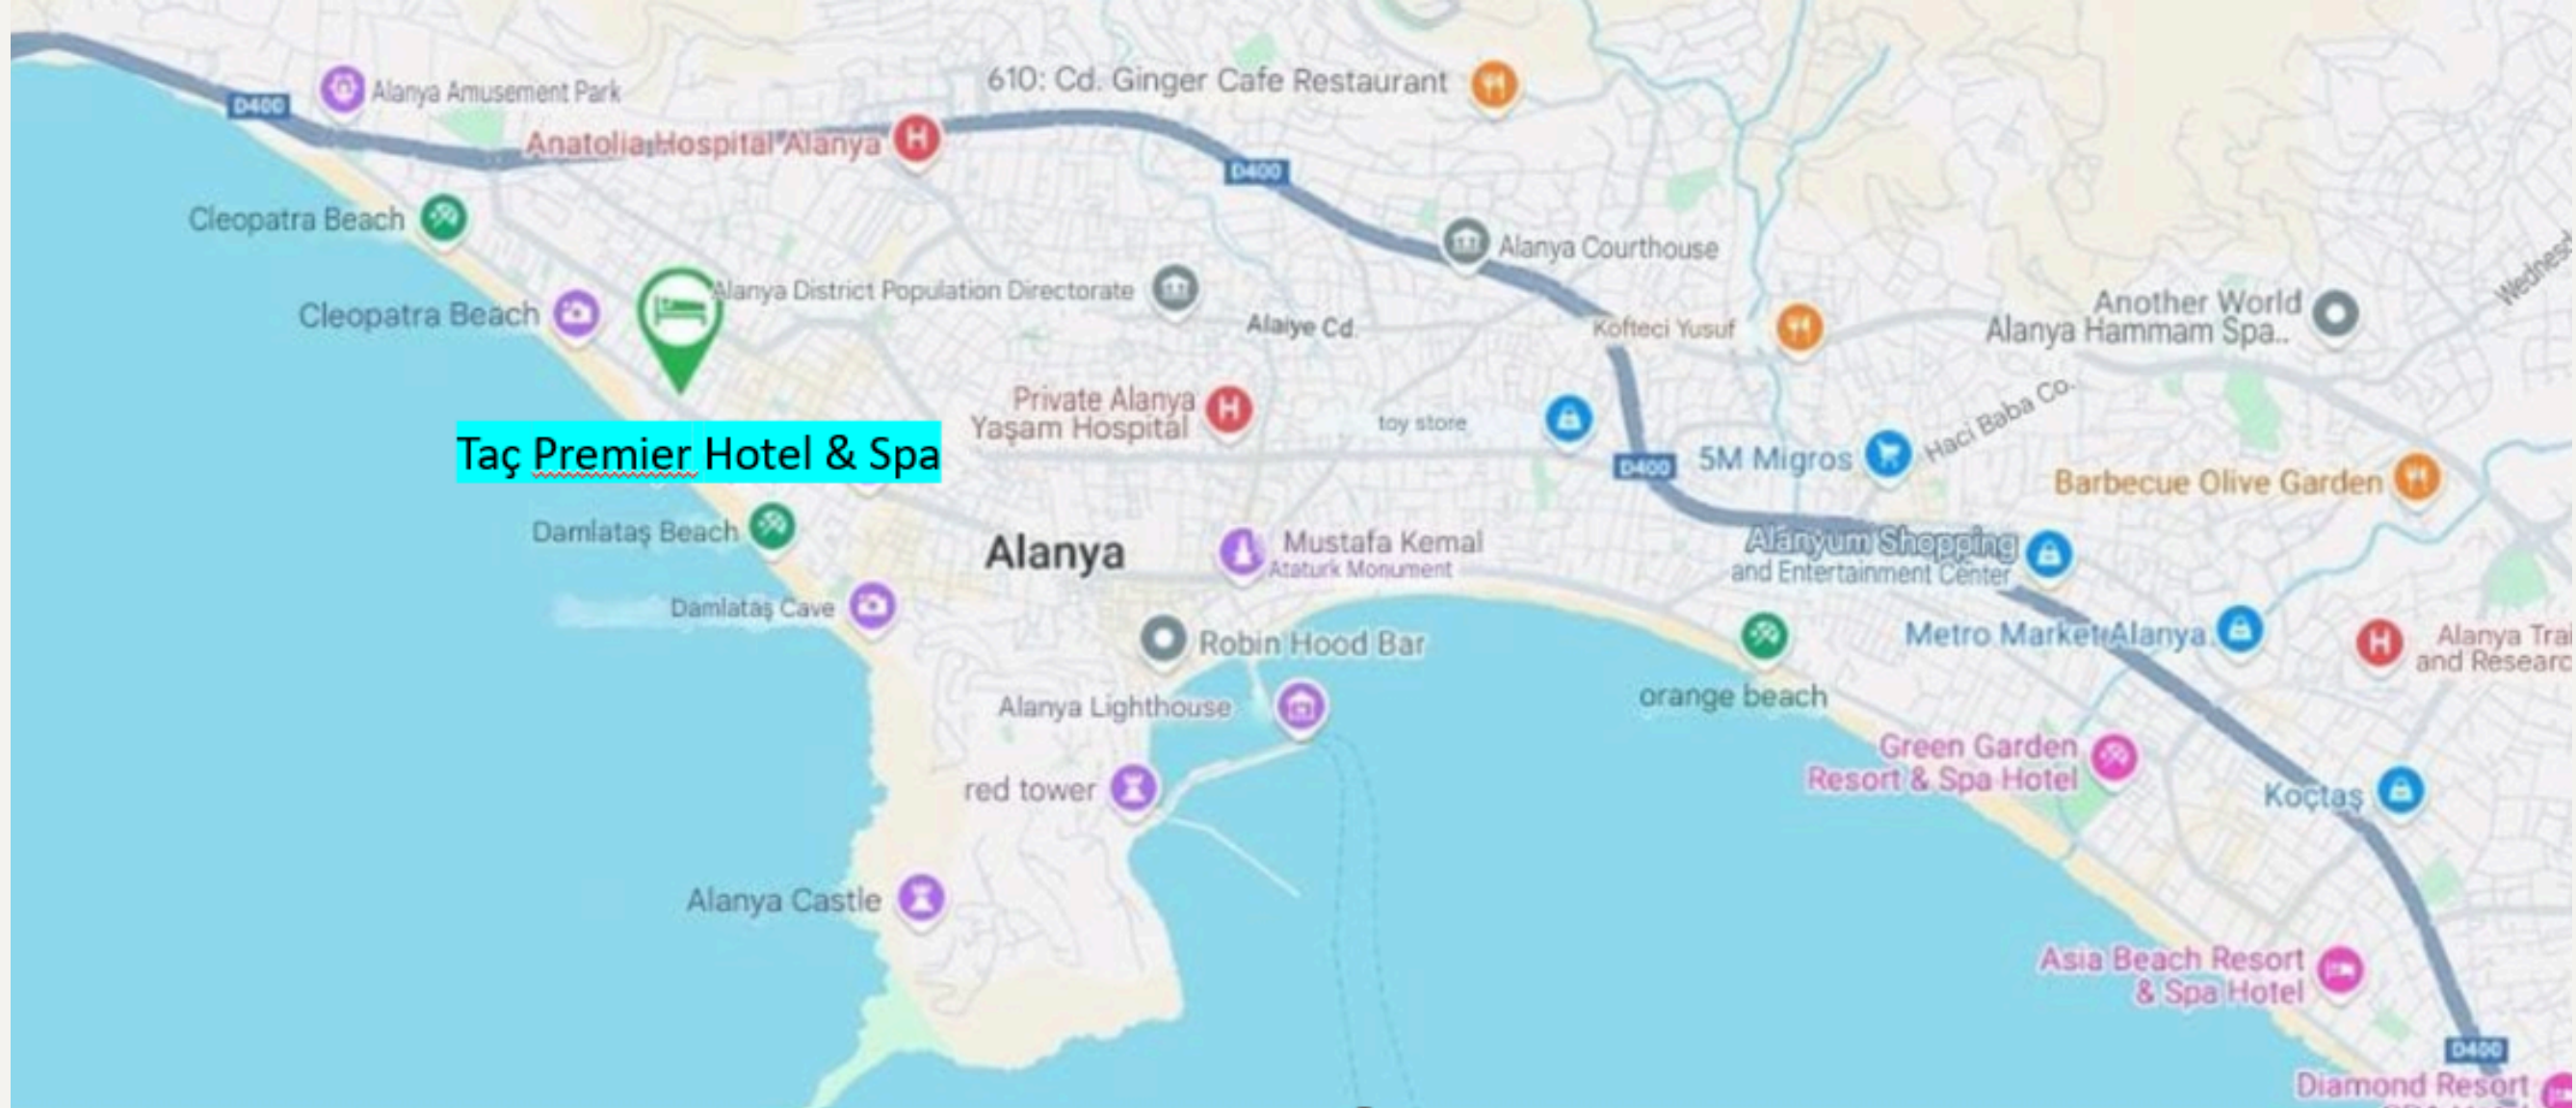 Alanya Amusement Park
610: Cd. Ginger Cafe Restaurant
D400
Anatolia Hospital Alanya
D400
Cleopatra Beach
Alanya Courthouse
Alanya District Population Directorate
Cleopatra Beach
Alaiye Cd.
Kofteci Yusuf
Another World
Alanya Hammam Spa..
Private Alanya
Yaşam Hospital
toy store
Haci Baba Co.
Taç Premier Hotel & Spa
D400
5M Migros
Barbecue Olive Garden
Damlataş Beach
Alanya
Mustafa Kemal
Ataturk Monument
Alanyum Shopping
and Entertainment Center
Damlataş Cave
Robin Hood Bar
Metro Market Alanya
Alanya Trai
and Researc
orange beach
Alanya Lighthouse
Green Garden
Resort & Spa Hotel
red tower
Koçtaş
Alanya Castle
Asia Beach Resort
& Spa Hotel
D400
Diamond Resort